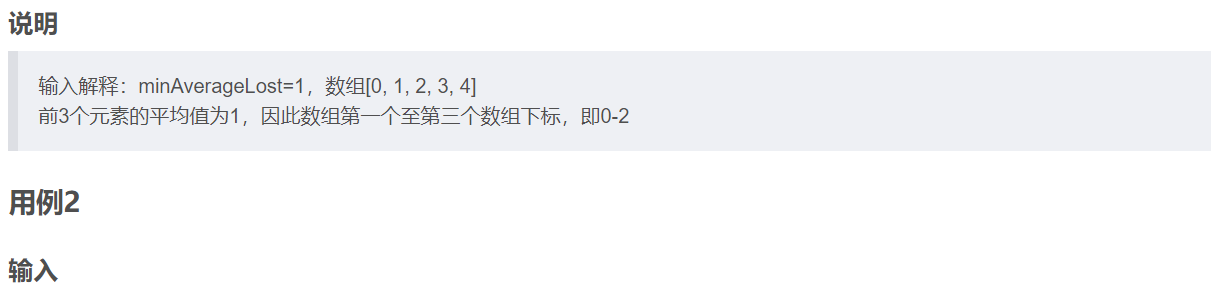 说明
输入解释：minAverageLost=1，数组[0, 1, 2, 3, 4]
前3个元素的平均值为1，因此数组第一个至第三个数组下标，即0-2
用例2
输入